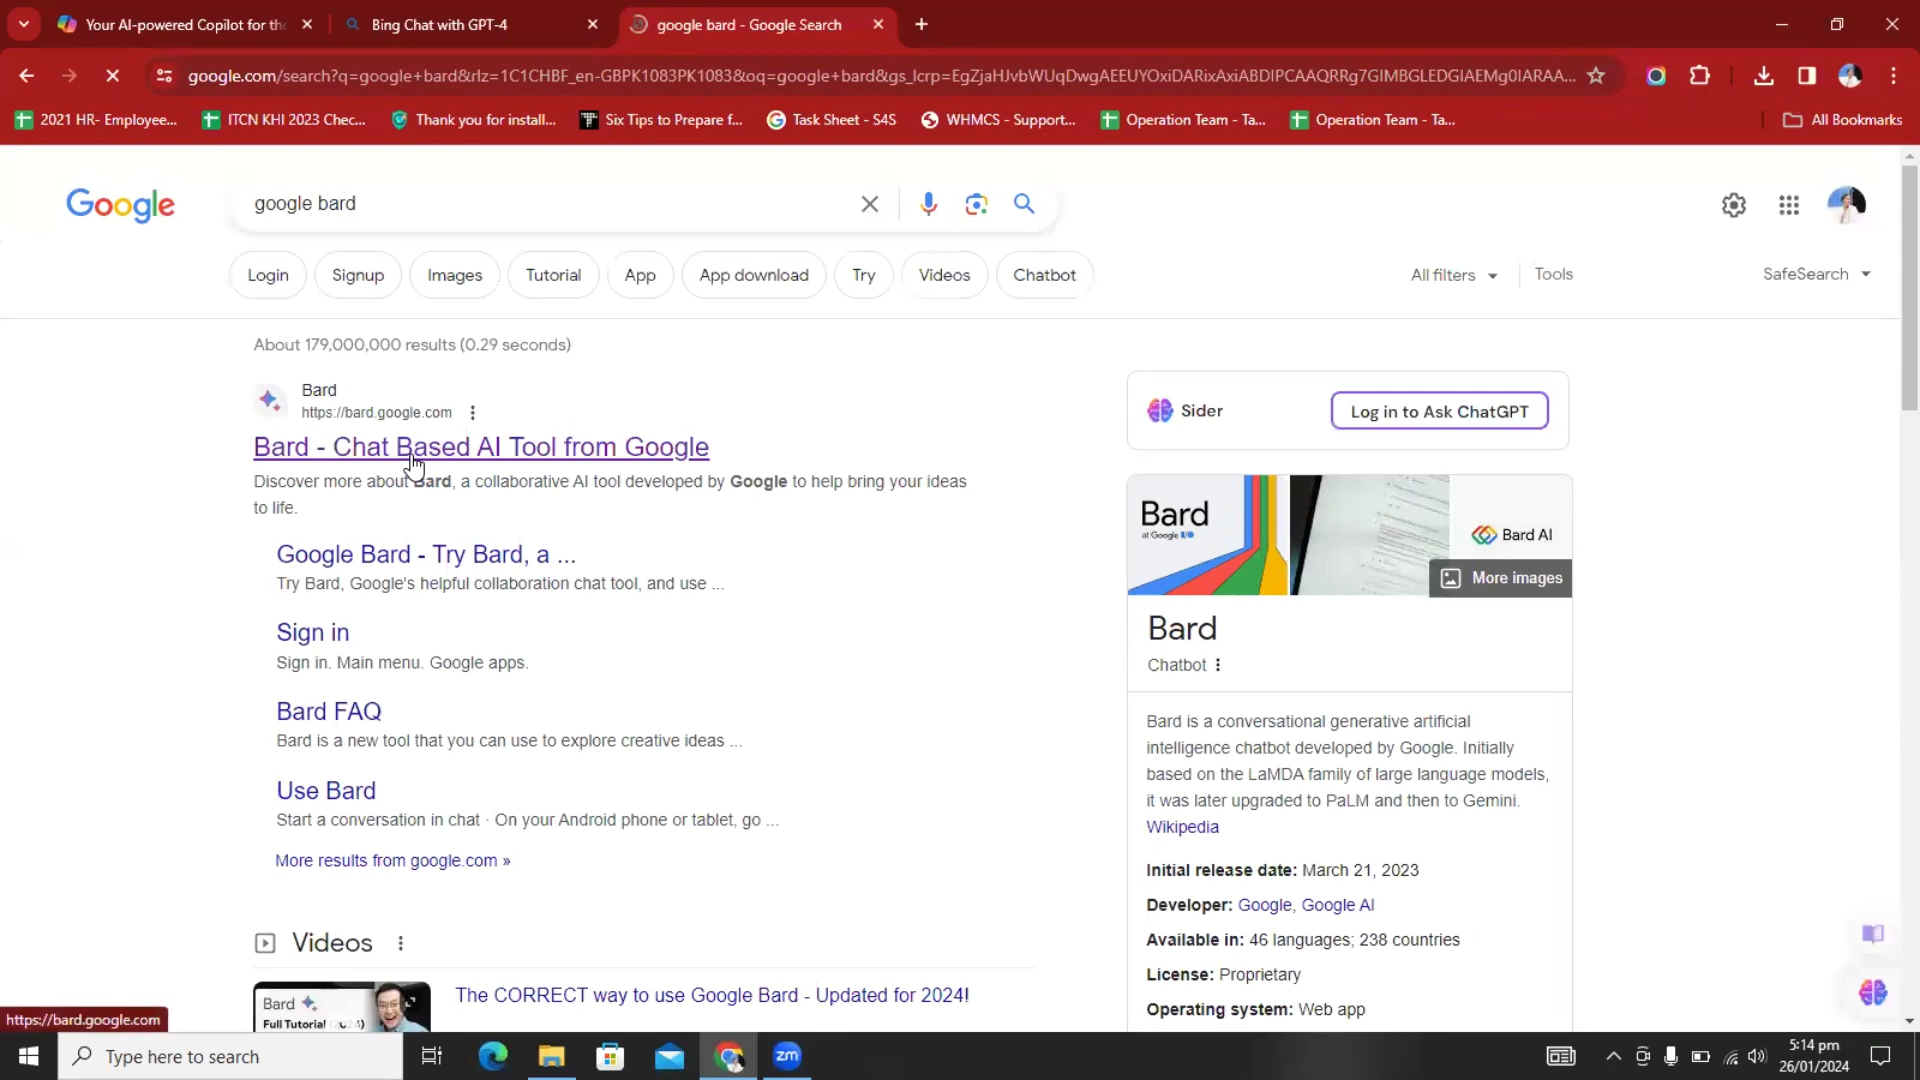 Your AI-powered Copilot for the
Bing Chat with GPT-4
google bard - Google Search
google.com/search?q=google+bard&rlz=1C1CHBF_en-GBPK1083PK1083&oq=google+bard&gs_lcrp=EgZjaHJvbWUqDwgAEEUYOxiDARixAxiABDIPCAAQRRg7GIMBGLEDGIAEMg0IARAA...
2021 HR- Employee...
ITCN KHI 2023 Chec...
Thank you for install...
Six Tips to Prepare f...
Task Sheet - S4S
WHMCS - Support...
Operation Team - Ta...
Operation Team - Ta...
All Bookmarks
Google
google bard
Login
Signup
Images
Tutorial
App
App download
Try
Videos
Chatbot
All filters
Tools
SafeSearch
About 179,000,000 results (0.29 seconds)
Bard
https://bard.google.com
Bard - Chat Based AI Tool from Google
Discover more about Bard, a collaborative AI tool developed by Google to help bring your ideas
to life.
Google Bard - Try Bard, a ...
Try Bard, Google's helpful collaboration chat tool, and use ...
Sign in
Sign in. Main menu. Google apps.
Bard FAQ
Bard is a new tool that you can use to explore creative ideas ...
Use Bard
Start a conversation in chat · On your Android phone or tablet, go ...
More results from google.com »
Videos
Bard
Full Tutorial (2024)
The CORRECT way to use Google Bard - Updated for 2024!
Sider
Log in to Ask ChatGPT
Bard
at Google I/O
Bard AI
More images
Bard
Chatbot
Bard is a conversational generative artificial
intelligence chatbot developed by Google. Initially
based on the LaMDA family of large language models,
it was later upgraded to PaLM and then to Gemini.
Wikipedia
Initial release date: March 21, 2023
Developer: Google, Google AI
Available in: 46 languages; 238 countries
License: Proprietary
Operating system: Web app
https://bard.google.com
Type here to search
zm
5:14 pm
26/01/2024